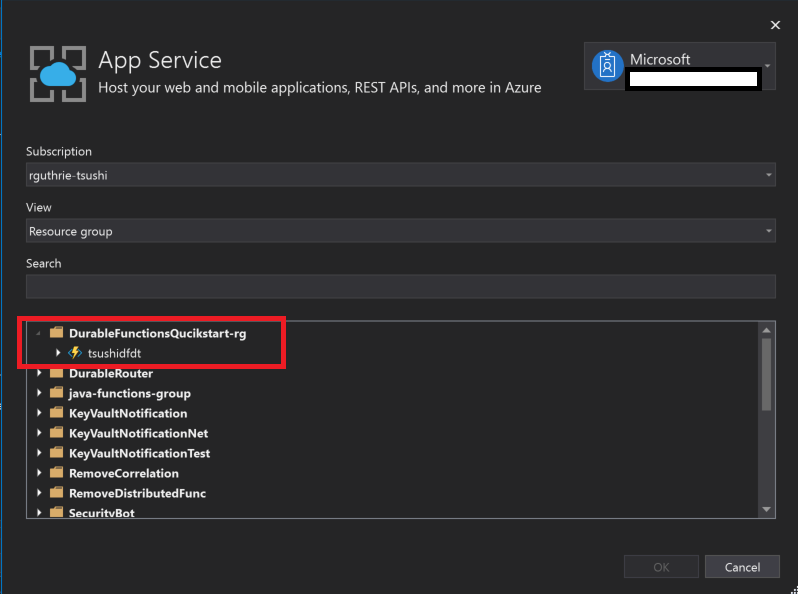 App Service
Host your web and mobile applications, REST APIs, and more in Azure
Microsoft
Subscription
rguthrie-tsushi
View
Resource group
Search
DurableFunctionsQucikstart-rg
tsushidfdt
DurableRouter
java-functions-group
KeyVaultNotification
KeyVaultNotificationNet
KeyVaultNotificationTest
RemoveCorrelation
RemoveDistributedFunc
SecurityBot
OK
Cancel